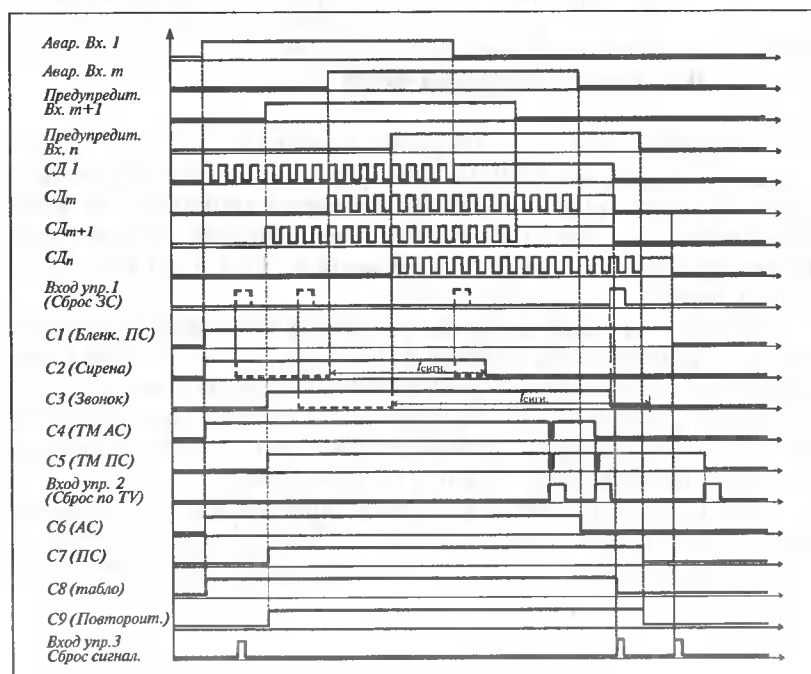 Авар. Вх. 1
Авар. Вх. m
Предупредит.
Вх. m+1
Предупредит.
Вх. n
СД 1
СДm
СДm+1
СДn
Вход упр.1
(Сброс ЗС)
С1 (Бленк. ПС)
С2 (Сирена)
tсигн.
С3 (Звонок)
tсигн.
С4 (ТМ АС)
С5 (ТМ ПС)
Вход упр. 2
(Сброс по TV)
С6 (АС)
С7 (ПС)
С8 (табло)
С9 (Повтороит.)
Вход упр.3
Сброс сигнал.